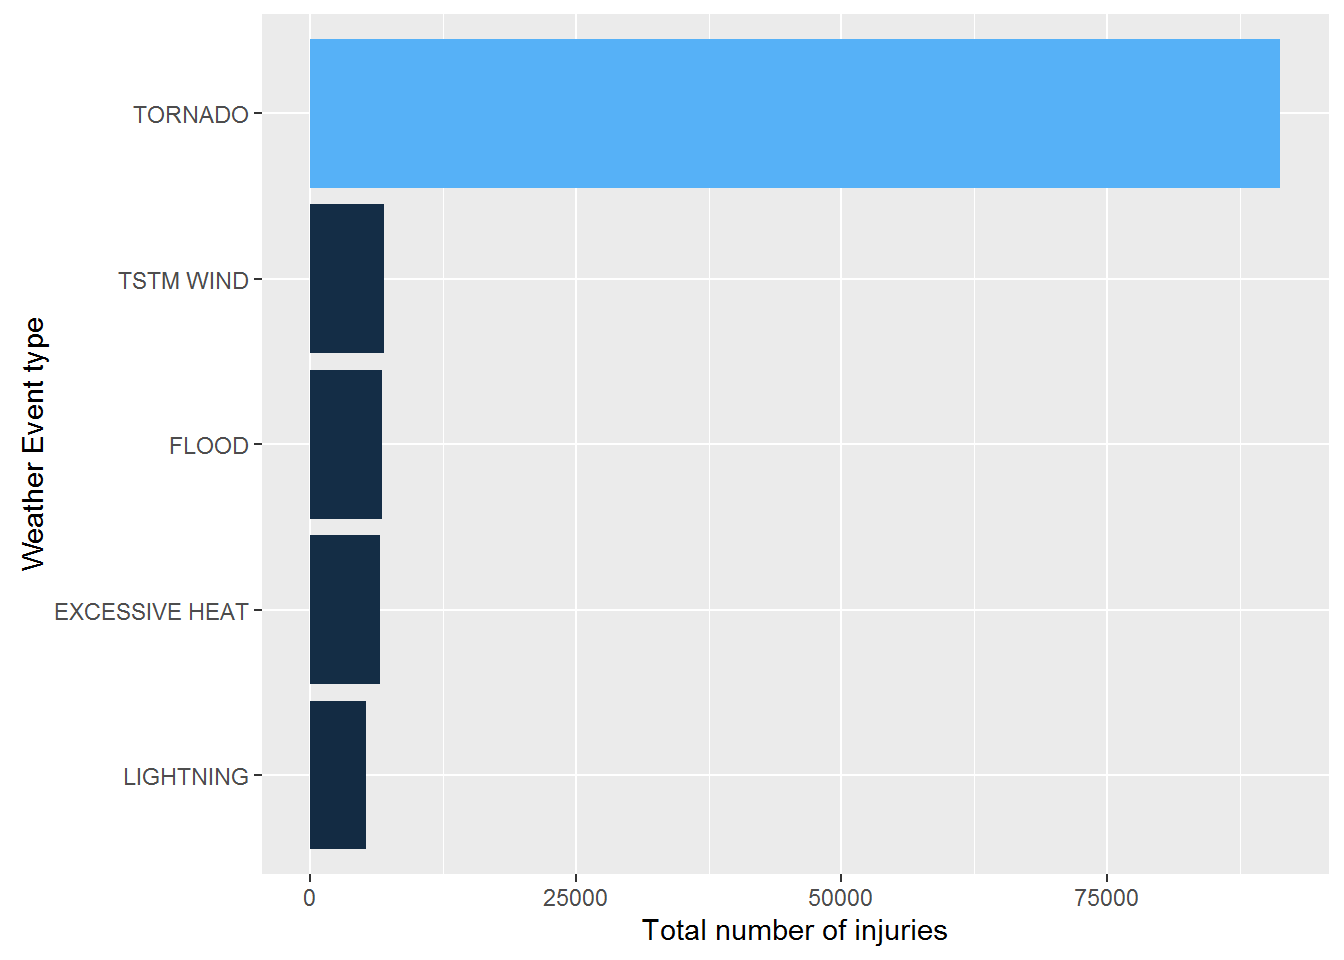 TORNADO
TSTM WIND
FLOOD
EXCESSIVE HEAT
LIGHTNING
Weather Event type
0 25000 50000 75000
Total number of injuries